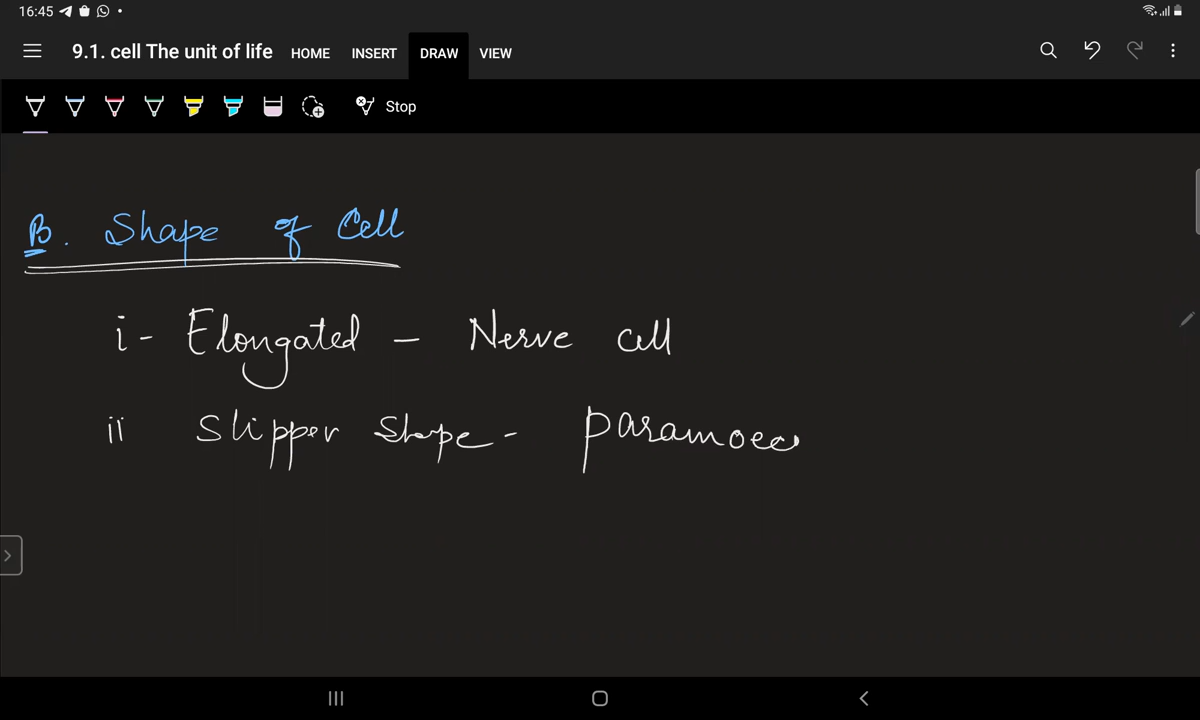 16:45
9.1. cell The unit of life HOME INSERT DRAW VIEW
Stop
B. Shape of Cell
i - Elongated - Nerve cell
ii Slipper shape - paramoec